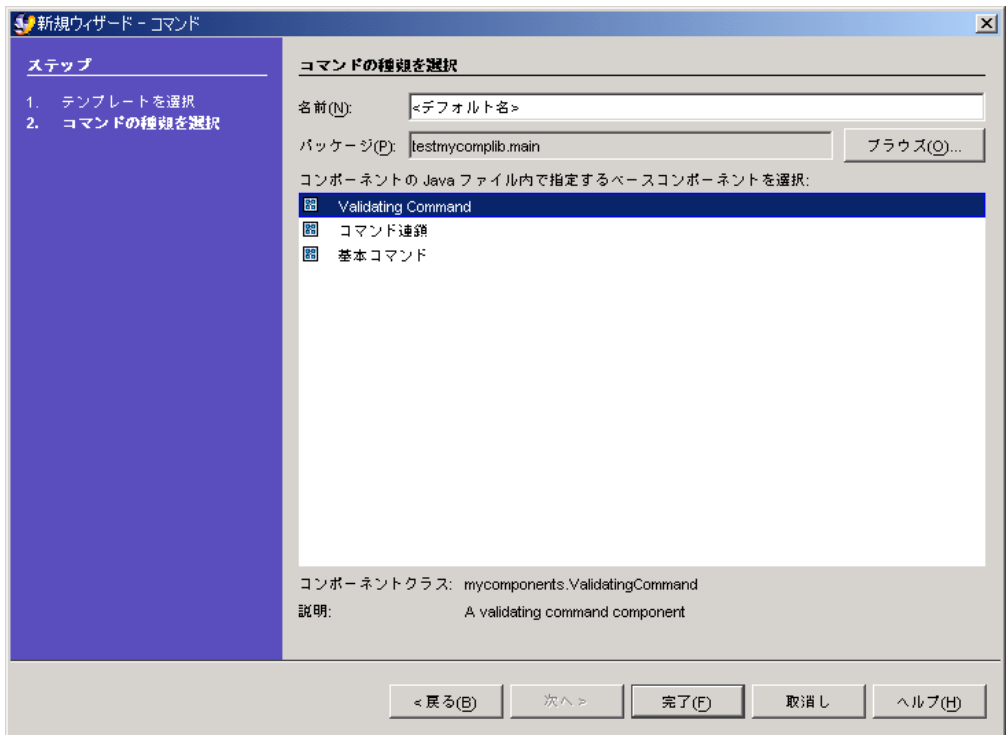 新規ウィザード - コマンド
ステップ
1. テンプレートを選択
2. コマンドの種類を選択
コマンドの種類を選択
名前(N): <デフォルト名>
パッケージ(P): testmycomplib.main ブラウズ(O)...
コンポーネントの Java ファイル内で指定するベースコンポーネントを選択:
Validating Command
コマンド連鎖
基本コマンド
コンポーネントクラス: mycomponents.ValidatingCommand
説明: A validating command component
< 戻る(B) 次へ > 完了(F) 取消し ヘルプ(H)